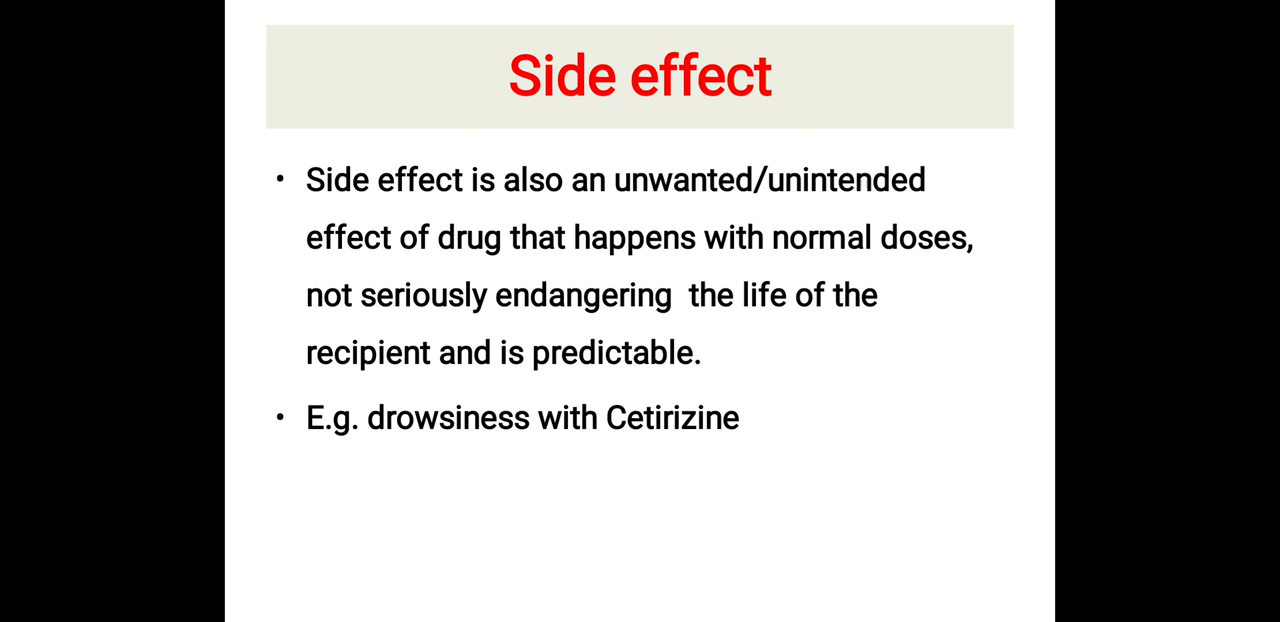 Side effect
• Side effect is also an unwanted/unintended
effect of drug that happens with normal doses,
not seriously endangering  the life of the
recipient and is predictable.
• E.g. drowsiness with Cetirizine